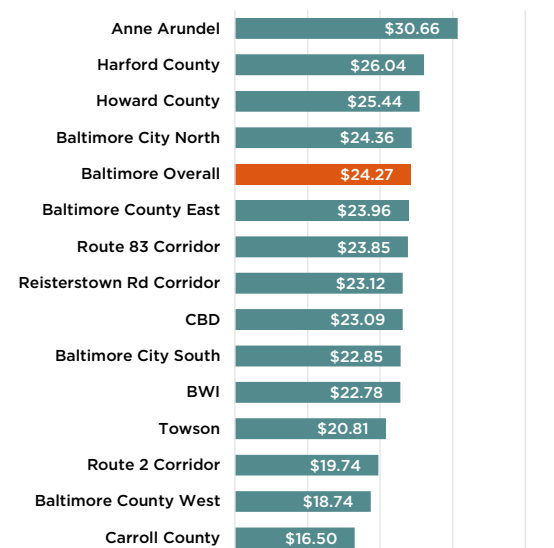 Anne Arundel $30.66
Harford County $26.04
Howard County $25.44
Baltimore City North $24.36
Baltimore Overall $24.27
Baltimore County East $23.96
Route 83 Corridor $23.85
Reisterstown Rd Corridor $23.12
CBD $23.09
Baltimore City South $22.85
BWI $22.78
Towson $20.81
Route 2 Corridor $19.74
Baltimore County West $18.74
Carroll County $16.50